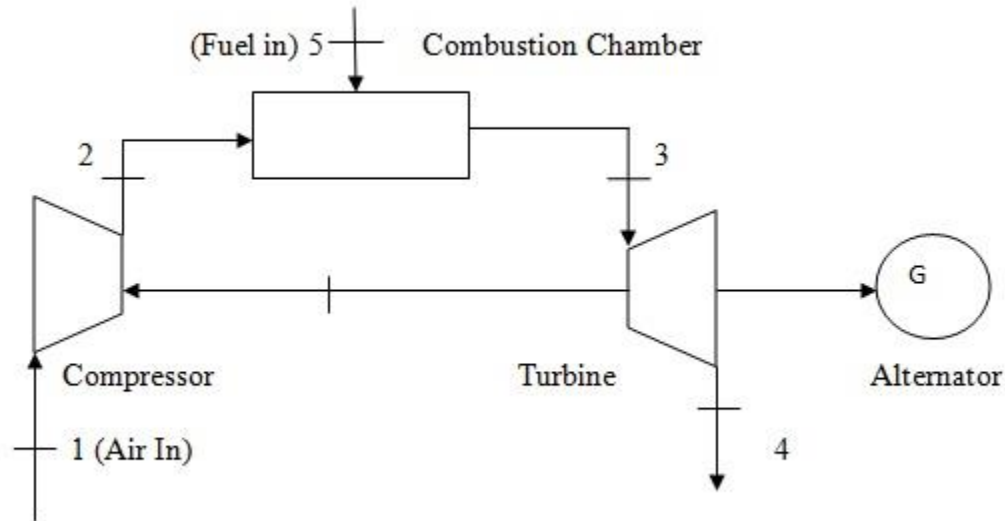 (Fuel in) 5
Combustion Chamber
2
3
G
Compressor
Turbine
Alternator
1 (Air In)
4